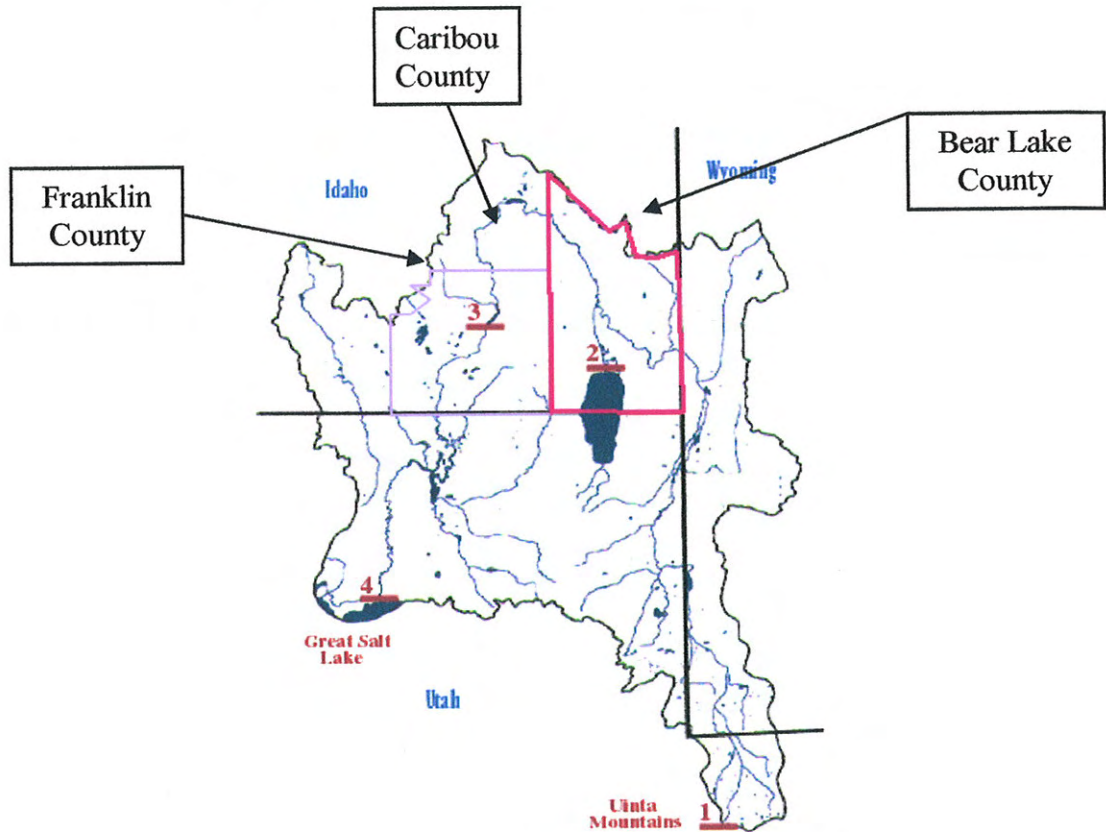 Caribou
County
Bear Lake
County
Franklin
County
Idaho
Wyoming
3
2
4
Great Salt
Lake
Utah
Uinta
Mountains
1